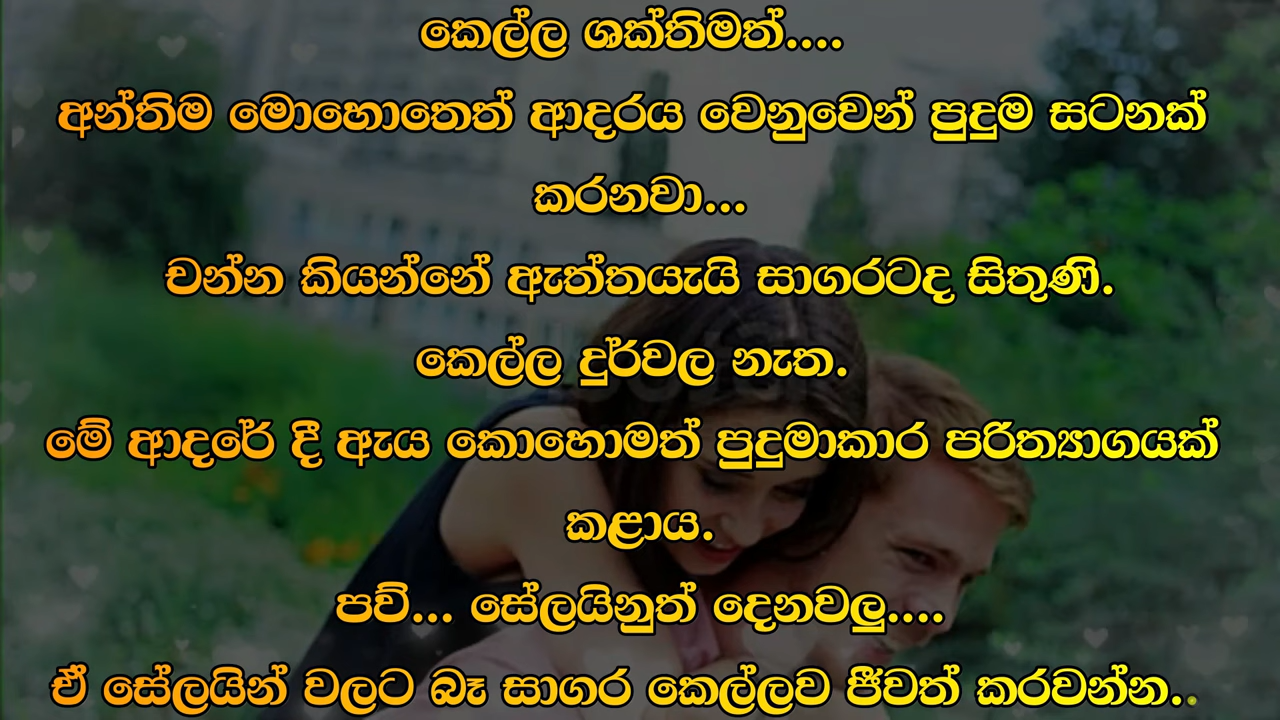 කෙල්ල ශක්තිමත්....
අන්තිම මොහොතෙත් ආදරය වෙනුවෙන් පුදුම සටනක්
කරනවා...
චන්න කියන්නේ ඇත්තයැයි සාගරටද සිතුණි.
කෙල්ල දුර්වල නැත.
මේ ආදරේ දී ඇය කොහොමත් පුදුමාකාර පරිත්‍යාගයක්
කළාය.
පව්... සේලයිනුත් දෙනවලු....
ඒ සේලයින් වලට බෑ සාගර කෙල්ලව ජීවත් කරවන්න..